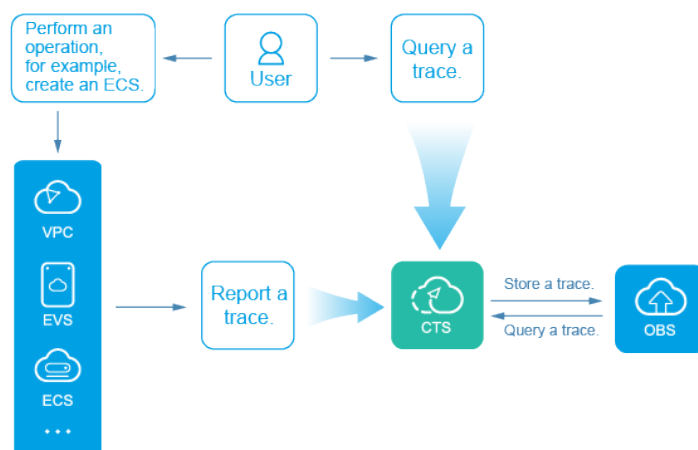 Perform an
operation,
for example,
create an ECS.
User
Query a
trace.
VPC
EVS
ECS
Report a
trace.
CTS
Store a trace.
Query a trace.
OBS